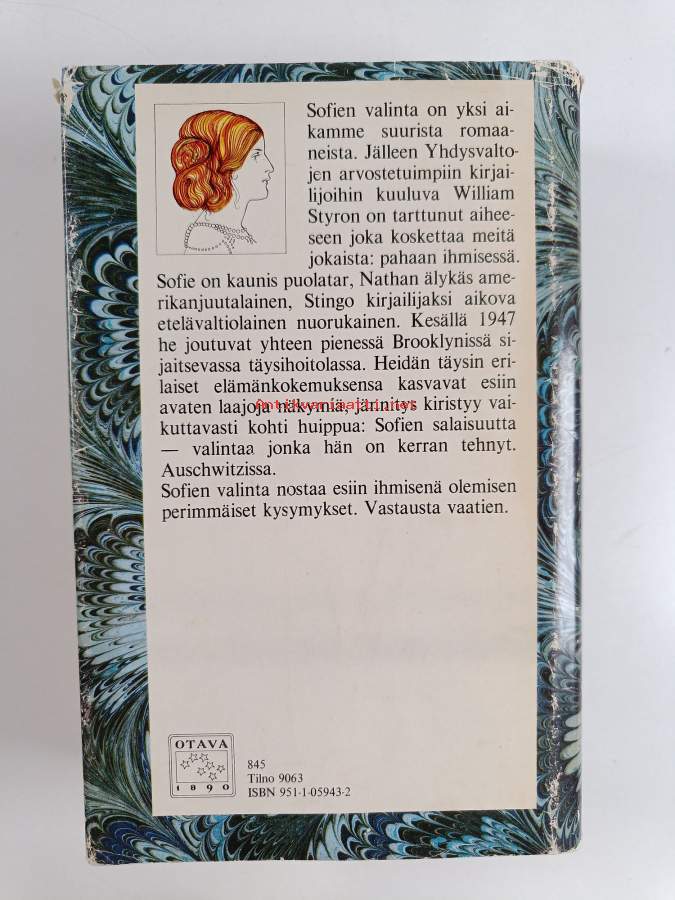 Sofien valinta on yksi ai-
kamme suurista romaa-
neista. Jälleen Yhdysvalto-
jen arvostetuimpiin kirjai-
lijoihin kuuluva William
Styron on tarttunut aihee-
seen joka koskettaa meitä
jokaista: pahaan ihmisessä.
Sofie on kaunis puolatar, Nathan älykäs ame-
rikanjuutalainen, Stingo kirjailijaksi aikova
etelävaltiolainen nuorukainen. Kesällä 1947
he joutuvat yhteen pienessä Brooklynissä si-
jaitsevassa täysihoitolassa. Heidän täysin eri-
laiset elämänkokemuksensa kasvavat esiin
avaten laajoja näkymiä, jännitys kiristyy vai-
kuttavasti kohti huippua: Sofien salaisuutta
— valintaa jonka hän on kerran tehnyt.
Auschwitzissa.
Sofien valinta nostaa esiin ihmisenä olemisen
perimmäiset kysymykset. Vastausta vaatien.
OTAVA
1890
845
Tilno 9063
ISBN 951-1-05943-2